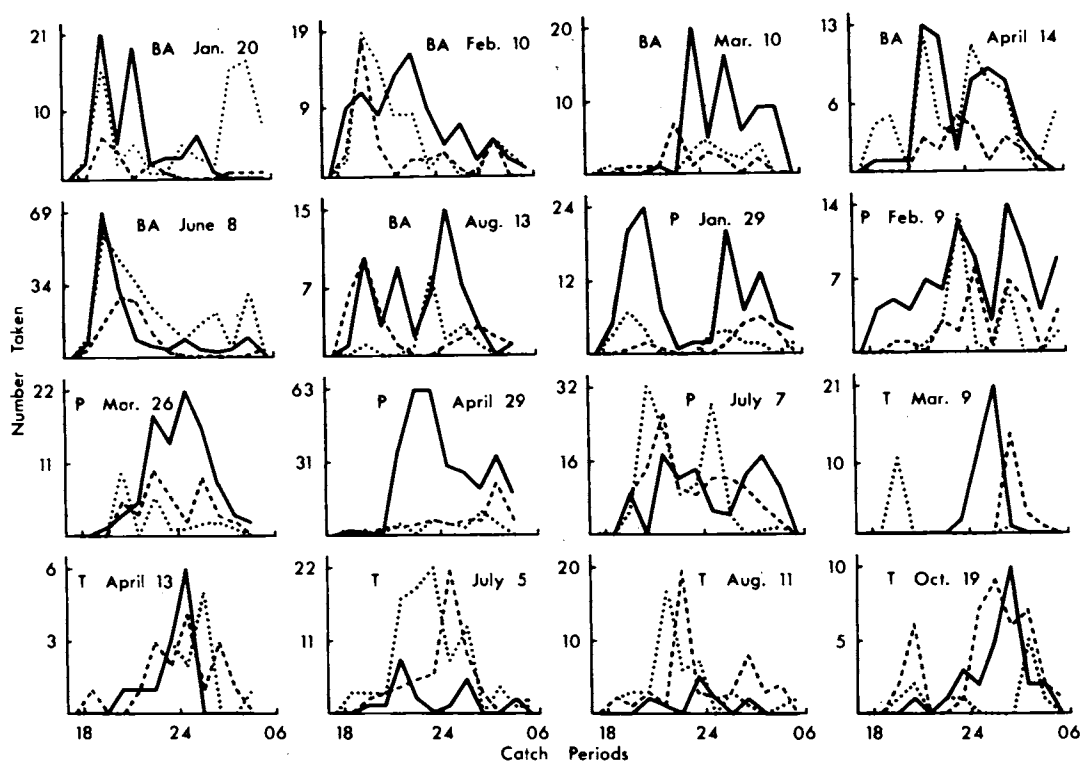 21
10
BA Jan. 20
19
9
BA Feb. 10
20
10
BA Mar. 10
13
6
BA April 14
69
34
BA June 8
15
7
BA Aug. 13
24
12
P Jan. 29
14
7
P Feb. 9
Number Taken
22
11
P Mar. 26
63
31
P April 29
32
16
P July 7
21
10
T Mar. 9
6
3
T April 13
22
11
T July 5
20
10
T Aug. 11
10
5
T Oct. 19
18 24 18 24 06 24 06 18 24 06
Catch Periods